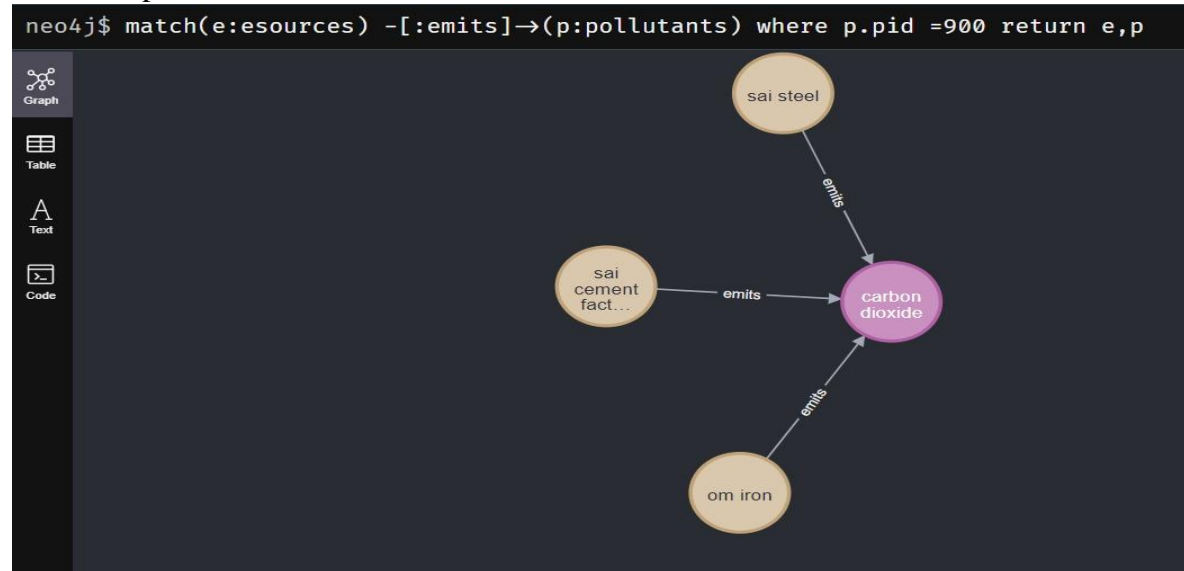 neo4j$ match(e:esources) -[:emits]→(p:pollutants) where p.pid =900 return e,p
Graph
Table
A
Text
Code
sai steel
emits
sai
cement
fact...
emits
carbon
dioxide
emits
om iron